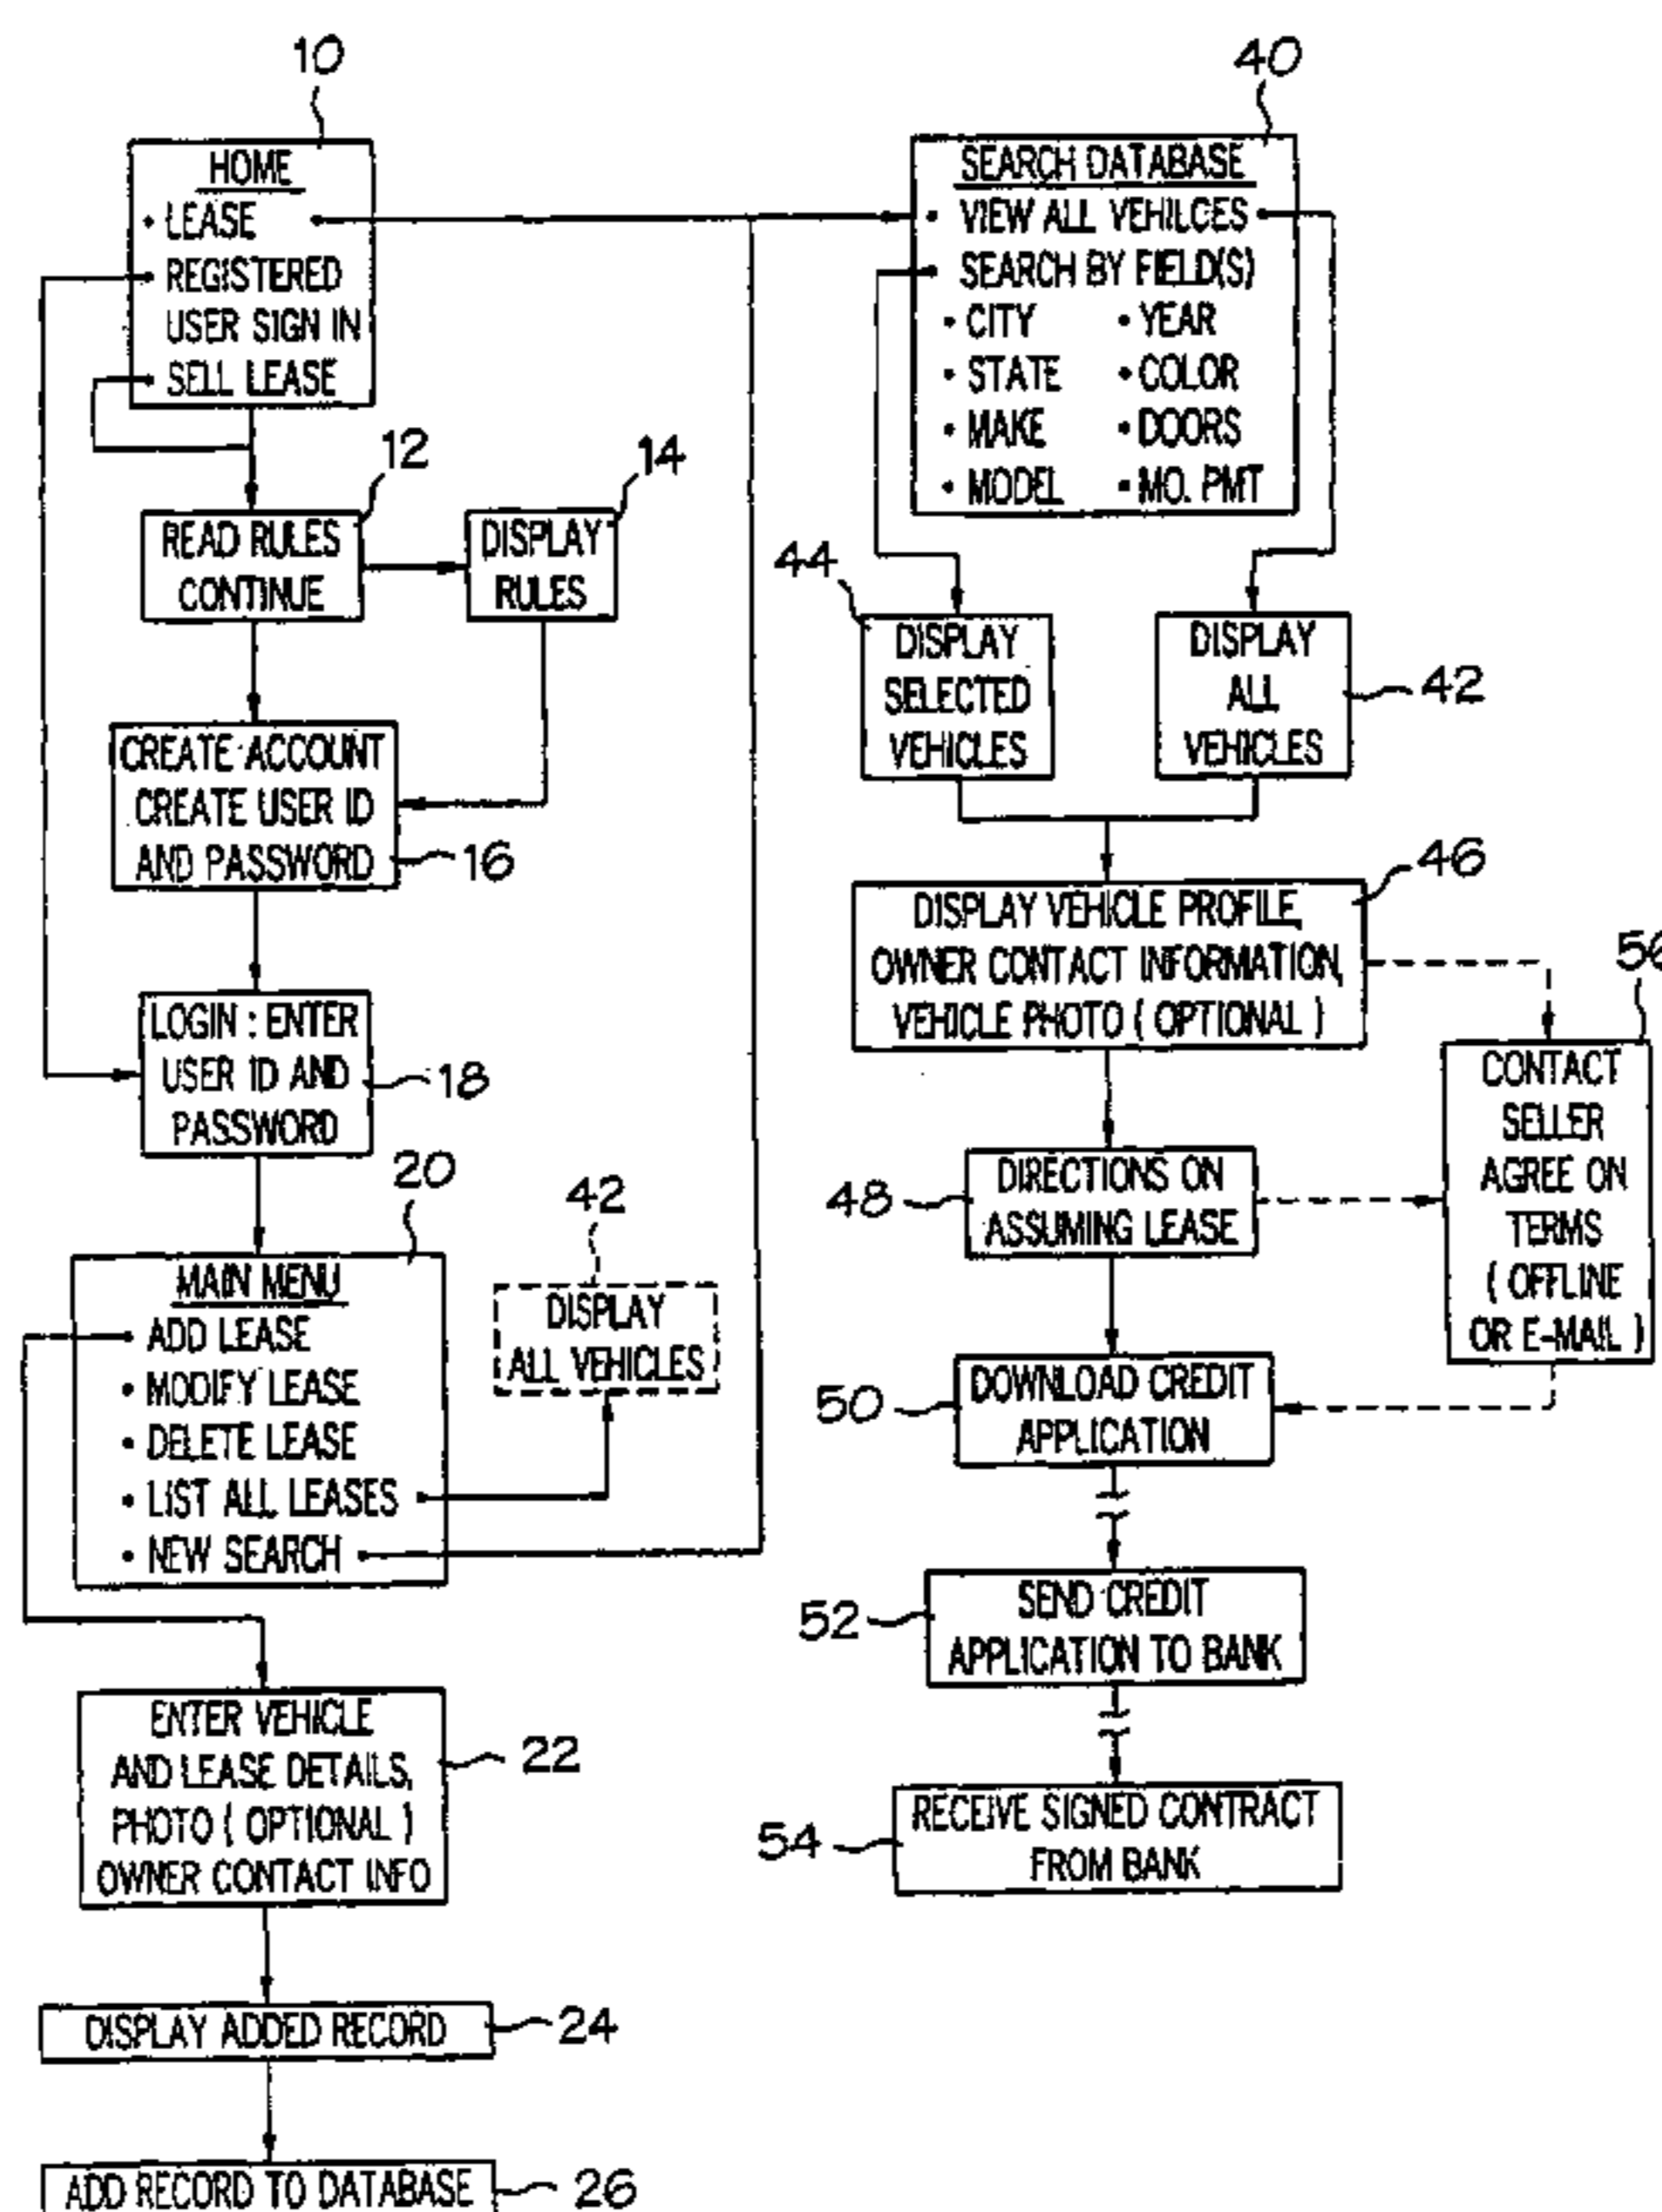 10
HOME
• LEASE
• REGISTERED
USER SIGN IN
• SELL LEASE
12
READ RULES
CONTINUE
14
DISPLAY
RULES
CREATE ACCOUNT
CREATE USER ID
AND PASSWORD
16
LOGIN : ENTER
USER ID AND
PASSWORD
18
20
MAIN MENU
• ADD LEASE
• MODIFY LEASE
• DELETE LEASE
• LIST ALL LEASES
• NEW SEARCH
42
DISPLAY
ALL VEHICLES
ENTER VEHICLE
AND LEASE DETAILS,
PHOTO ( OPTIONAL )
OWNER CONTACT INFO
22
DISPLAY ADDED RECORD
24
ADD RECORD TO DATABASE
26
40
SEARCH DATABASE
• VIEW ALL VEHILCES
• SEARCH BY FIELD(S)
• CITY • YEAR
• STATE • COLOR
• MAKE • DOORS
• MODEL • MO. PMT
44
DISPLAY
SELECTED
VEHICLES
DISPLAY
ALL
VEHICLES
42
46
DISPLAY VEHICLE PROFILE,
OWNER CONTACT INFORMATION,
VEHICLE PHOTO ( OPTIONAL )
CONTACT
SELLER
AGREE ON
TERMS
( OFFLINE
OR E-MAIL )
48
DIRECTIONS ON
ASSUMING LEASE
50
DOWNLOAD CREDIT
APPLICATION
52
SEND CREDIT
APPLICATION TO BANK
54
RECEIVE SIGNED CONTRACT
FROM BANK